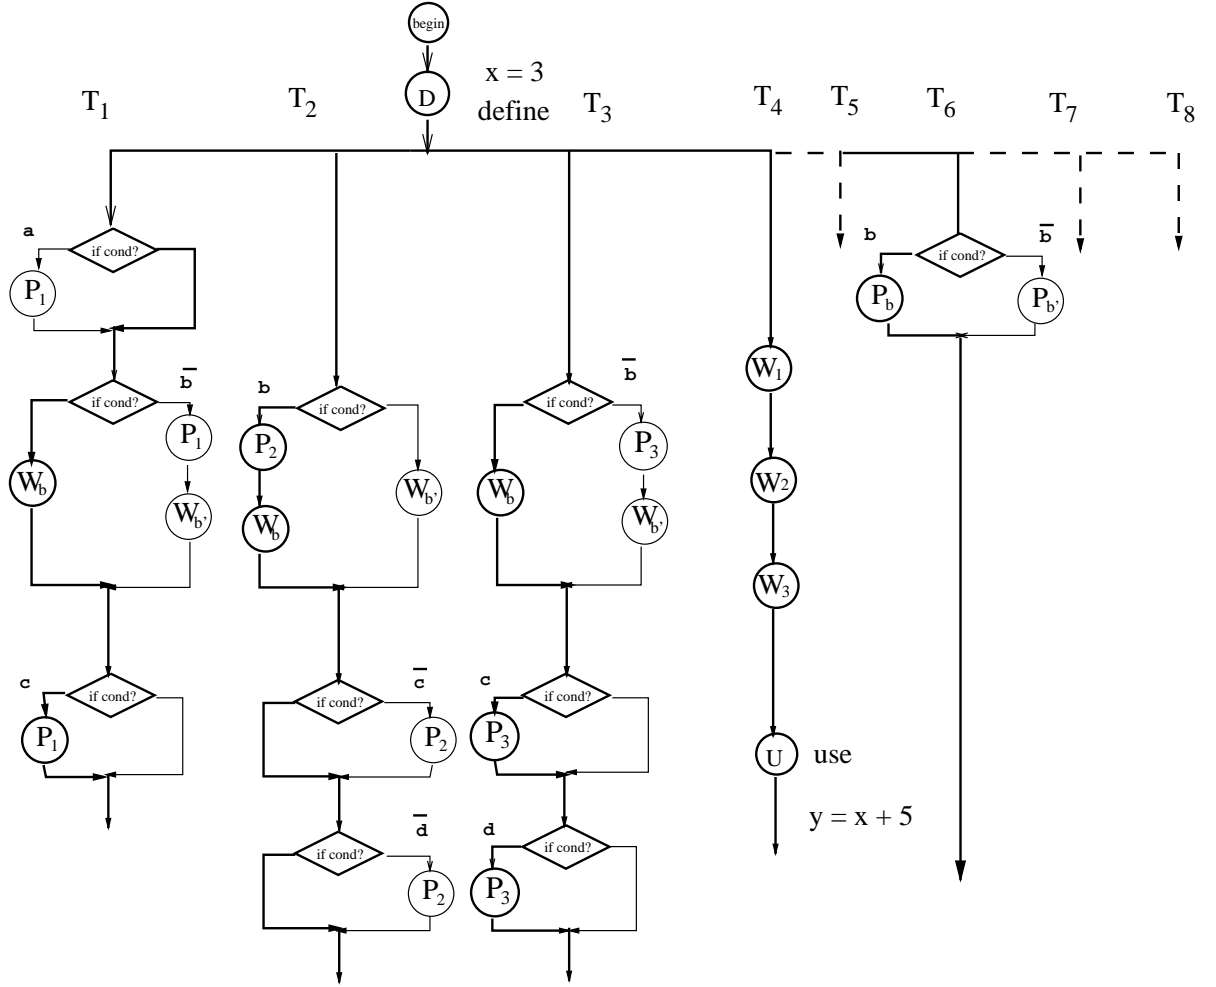 begin
D
x = 3
define
T1
T2
T3
T4
T5
T6
T7
T8
a
if cond?
P1
b
if cond?
b̅
Pb
Pb'
b̅
if cond?
P1
Wb
Wb'
b
if cond?
P2
Wb
Wb'
b̅
if cond?
P3
Wb
Wb'
W1
W2
W3
c
if cond?
P1
c̅
if cond?
P2
c
if cond?
P3
U
use
y = x + 5
d̅
if cond?
P2
d
if cond?
P3